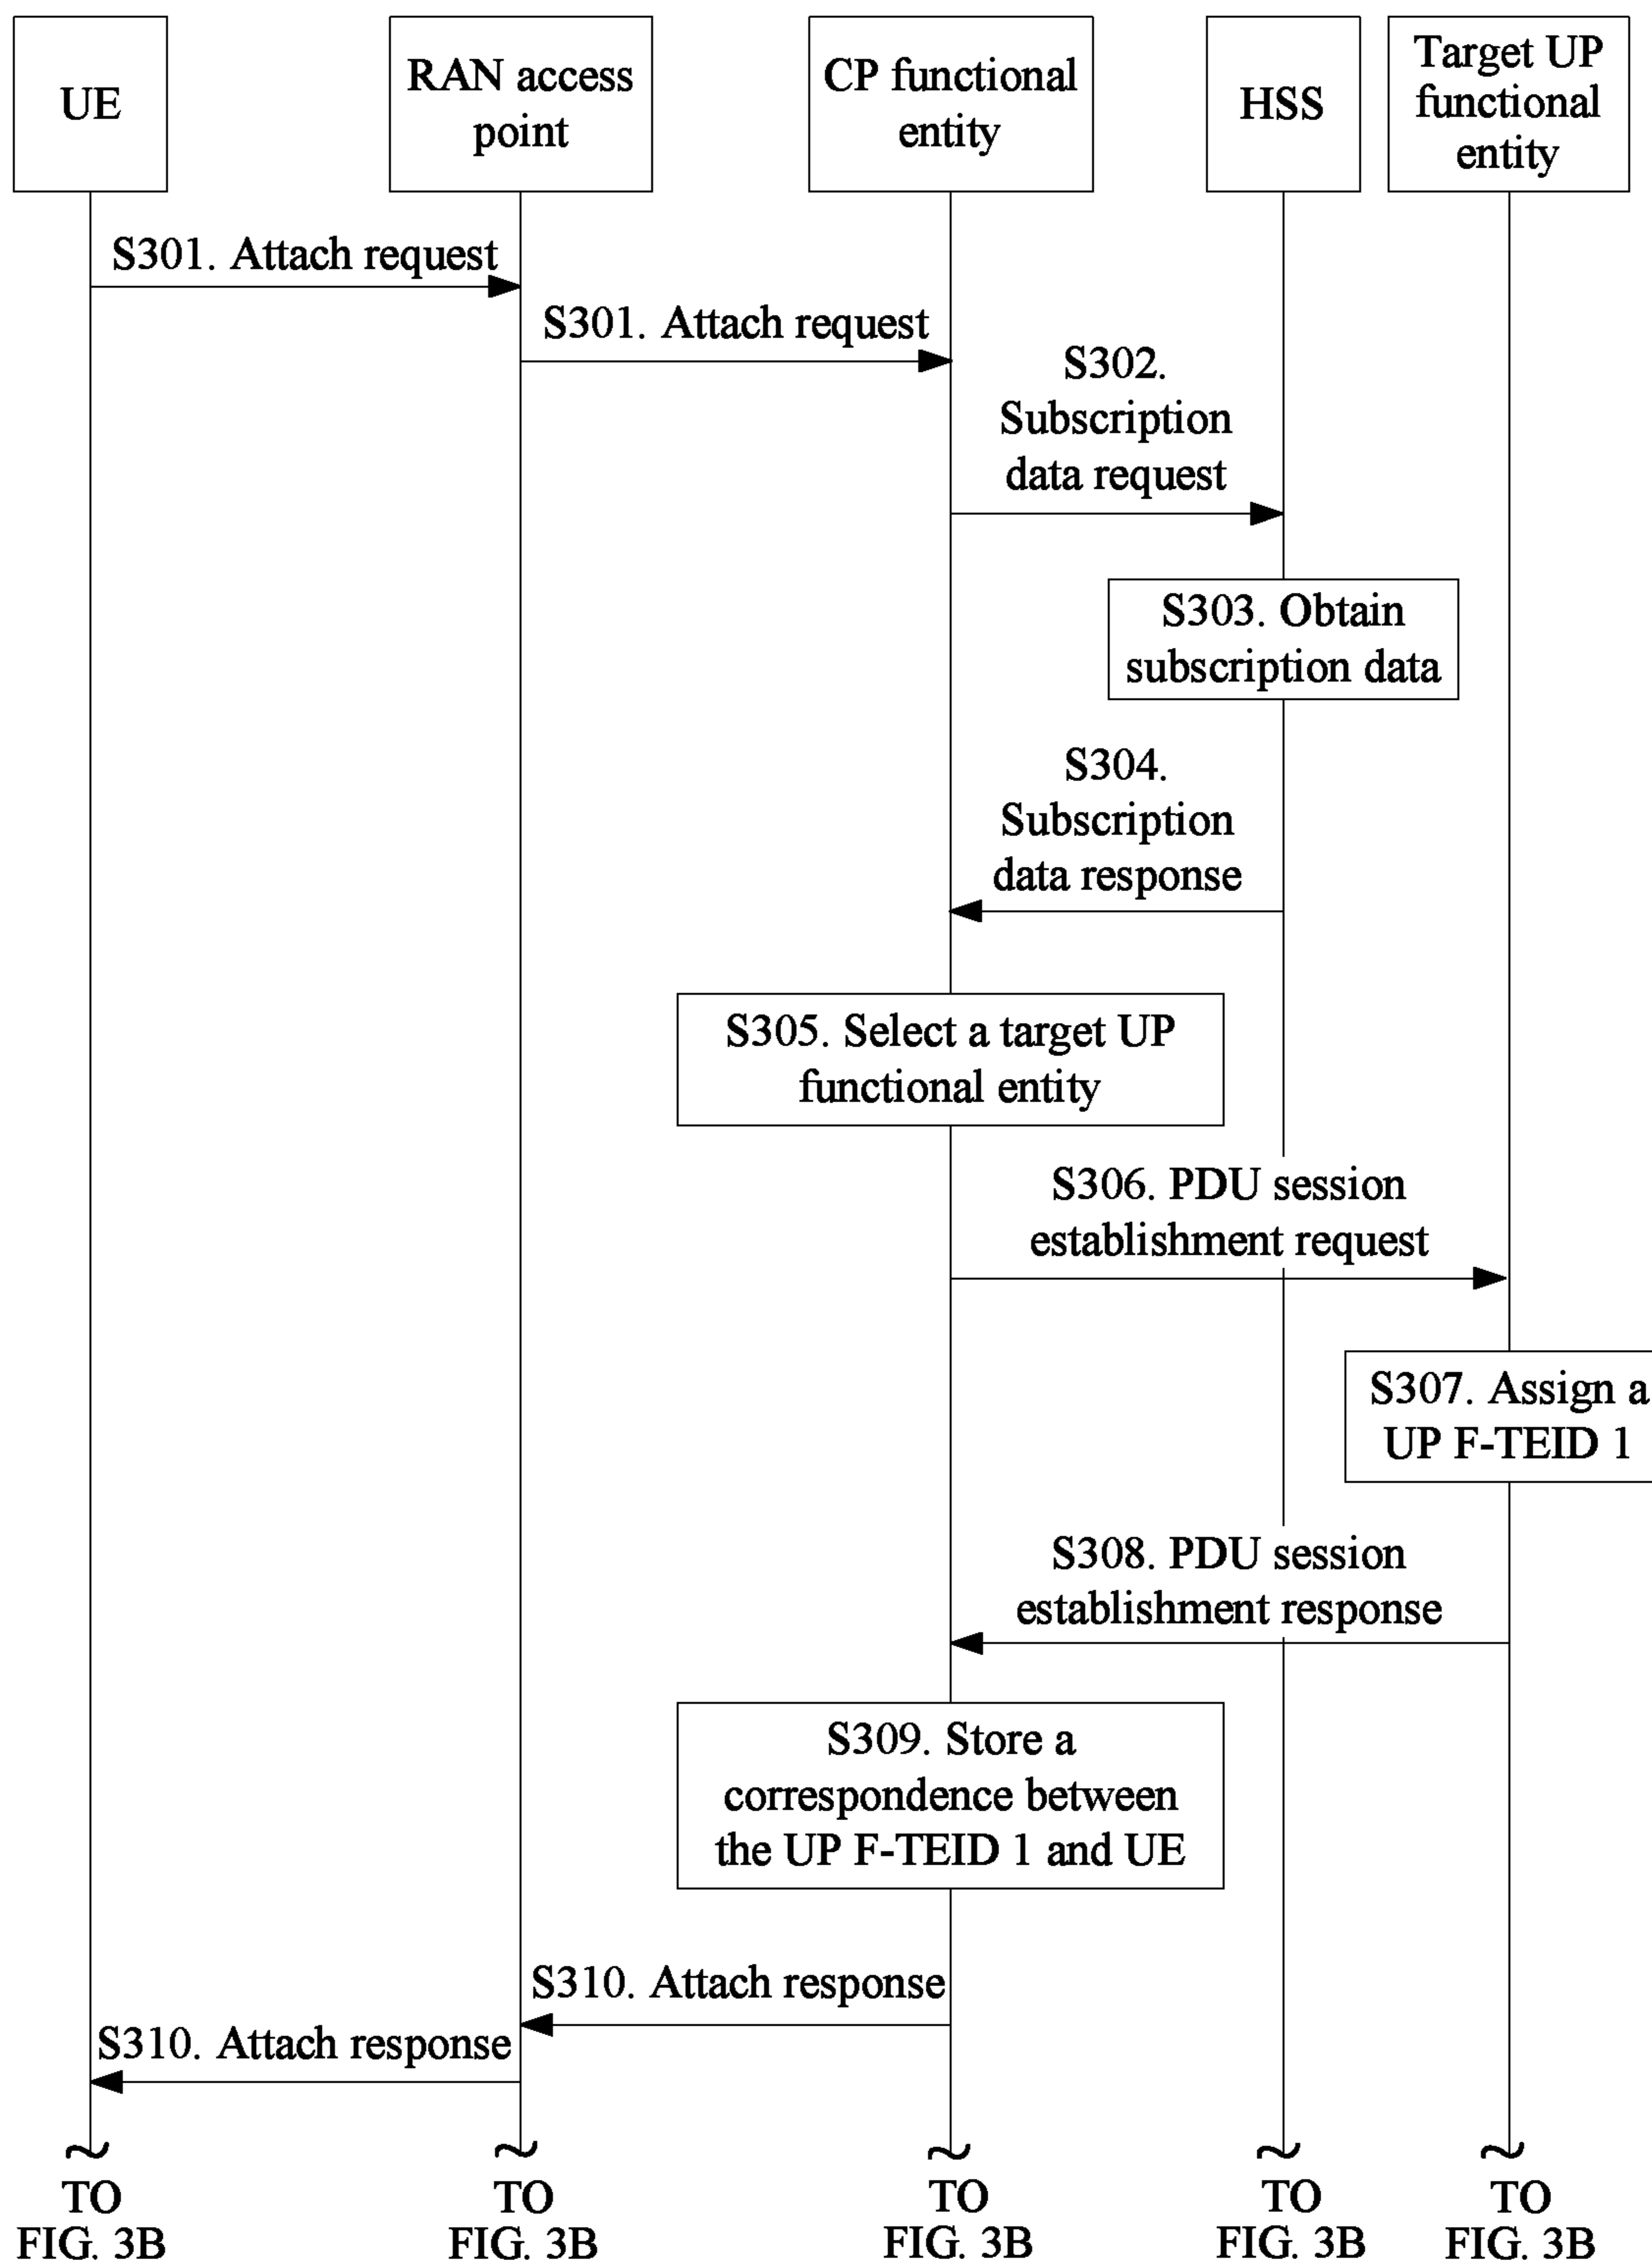 UE
RAN access
point
CP functional
entity
HSS
Target UP
functional
entity
S301. Attach request
S301. Attach request
S302.
Subscription
data request
S303. Obtain
subscription data
S304.
Subscription
data response
S305. Select a target UP
functional entity
S306. PDU session
establishment request
S307. Assign a
UP F-TEID 1
S308. PDU session
establishment response
S309. Store a
correspondence between
the UP F-TEID 1 and UE
S310. Attach response
S310. Attach response
TO
FIG. 3B
TO
FIG. 3B
TO
FIG. 3B
TO
FIG. 3B
TO
FIG. 3B